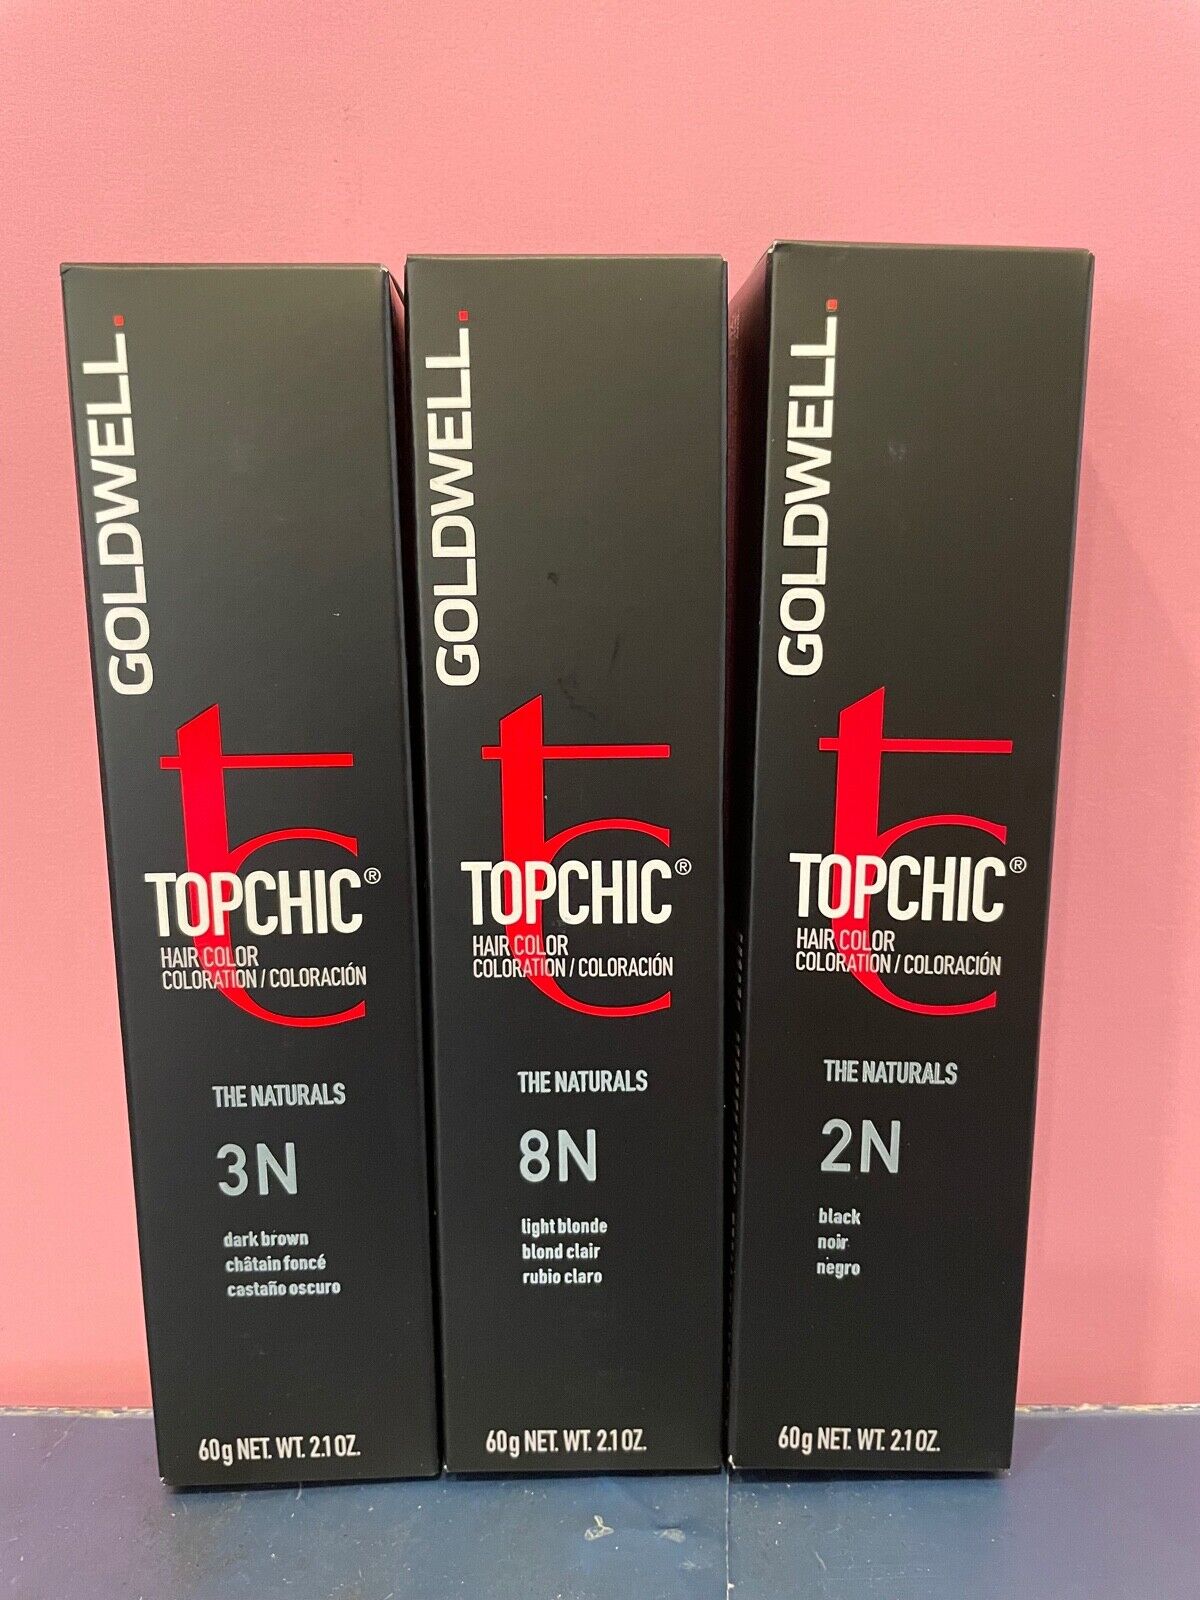 GOLDWELL.
TOPCHIC®
HAIR COLOR
COLORATION / COLORACIÓN
THE NATURALS
3N
dark brown
châtain foncé
castaño oscuro
60g NET. WT. 2.1 OZ.
GOLDWELL.
TOPCHIC®
HAIR COLOR
COLORATION / COLORACIÓN
THE NATURALS
8N
light blonde
blond clair
rubio claro
60g NET. WT. 2.1 OZ.
GOLDWELL.
TOPCHIC®
HAIR COLOR
COLORATION / COLORACIÓN
THE NATURALS
2N
black
noir
negro
60g NET. WT. 2.1 OZ.